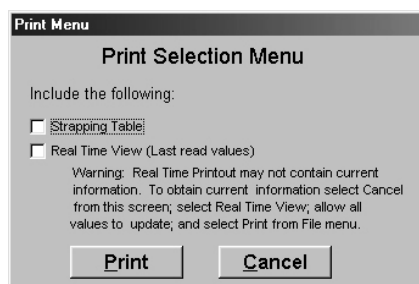 Print Menu
Print Selection Menu
Include the following:
Strapping Table
Real Time View (Last read values)
Warning: Real Time Printout may not contain current
information. To obtain current information select Cancel
from this screen; select Real Time View; allow all
values to update; and select Print from File menu.
Print Cancel